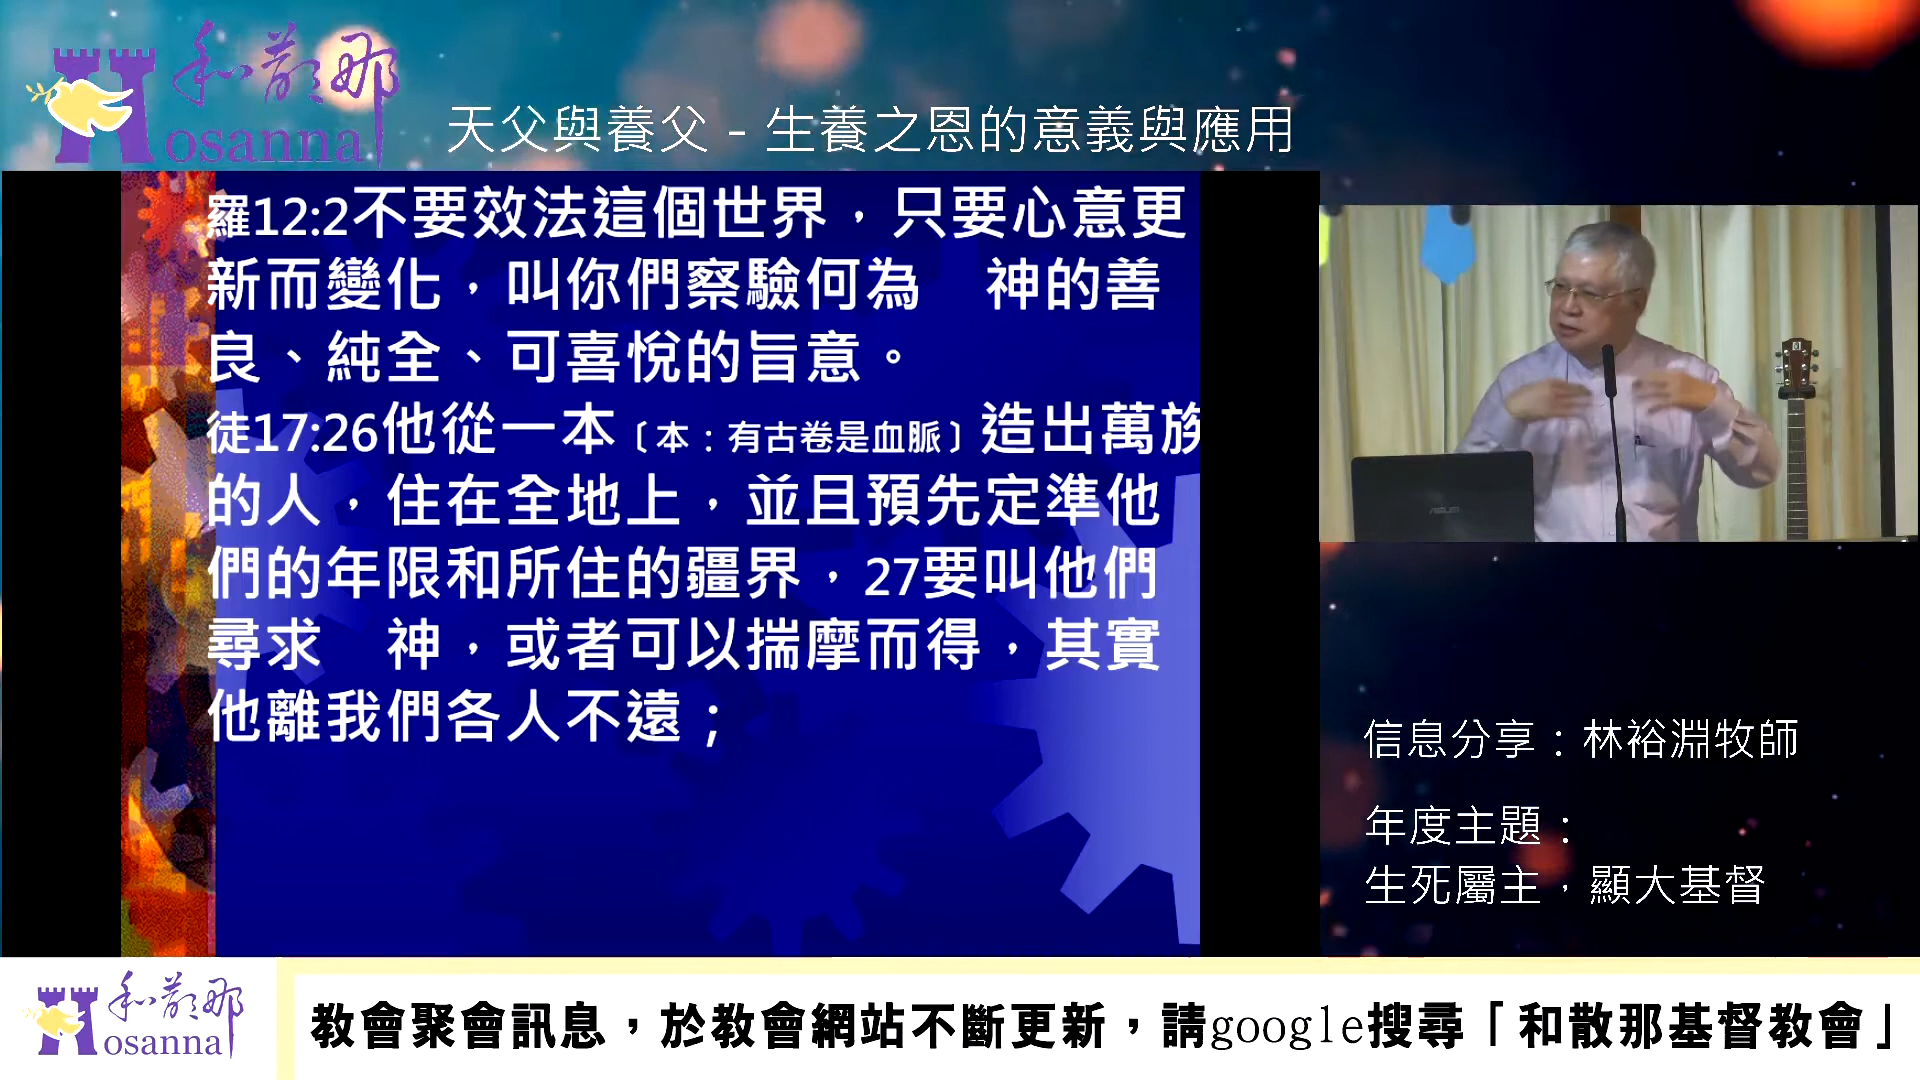 和散那
Hosanna
天父與養父 - 生養之恩的意義與應用
羅12:2不要效法這個世界，只要心意更
新而變化，叫你們察驗何為　神的善
良、純全、可喜悅的旨意。
徒17:26他從一本〔本：有古卷是血脈〕造出萬族
的人，住在全地上，並且預先定準他
們的年限和所住的疆界，27要叫他們
尋求　神，或者可以揣摩而得，其實
他離我們各人不遠；
ASUS
信息分享：林裕淵牧師
年度主題：
生死屬主，顯大基督
和散那
Hosanna
教會聚會訊息，於教會網站不斷更新，請google搜尋「和散那基督教會」